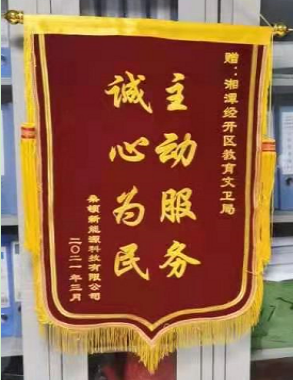 赠：湘潭经开区教育文卫局
主动服务
诚心为民
桑顿新能源科技有限公司
二〇二一年三月